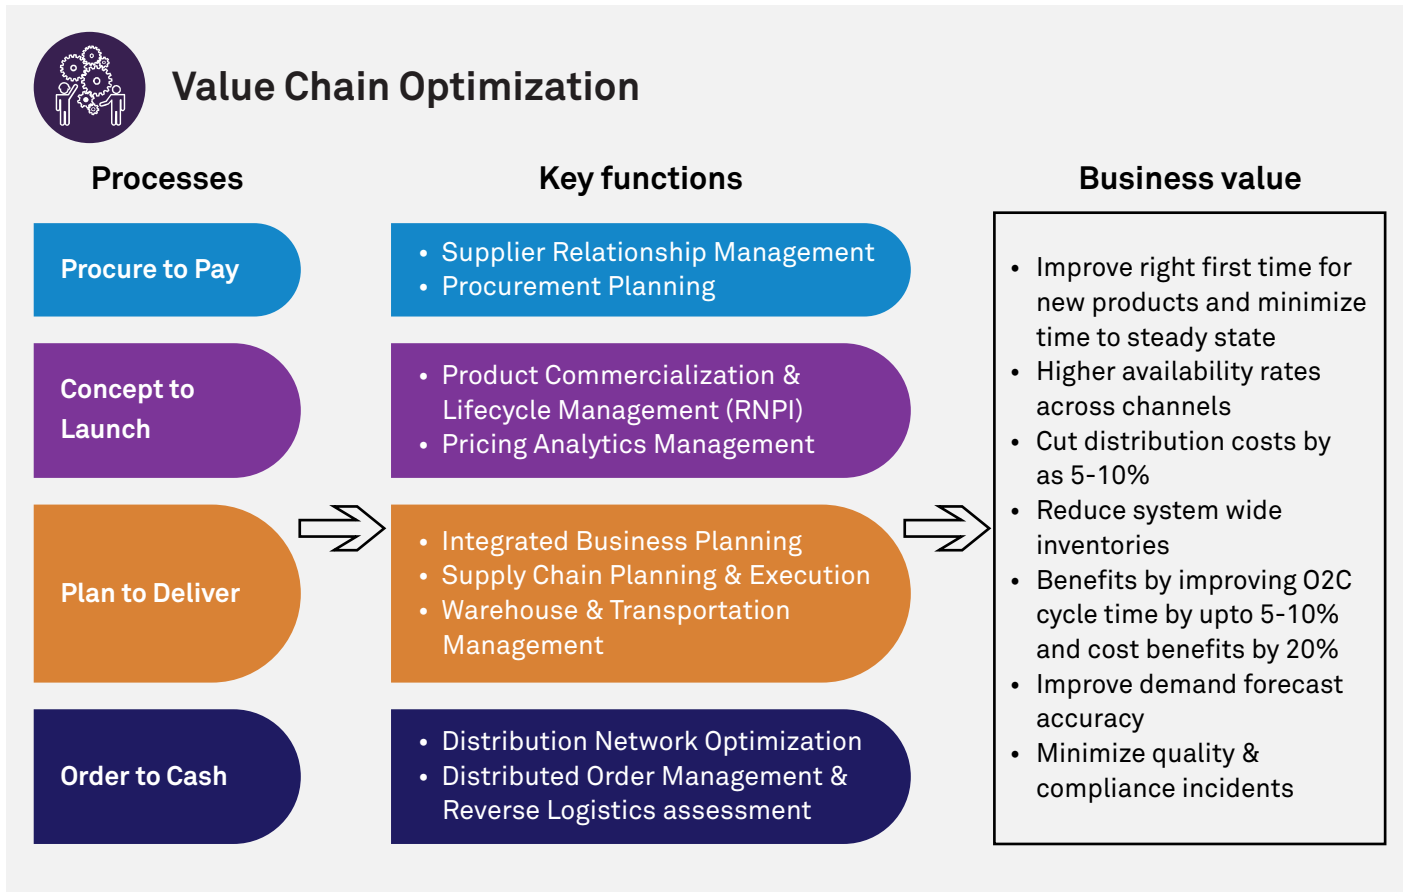 Value Chain Optimization
Processes
Key functions
Business value
Procure to Pay
• Supplier Relationship Management
• Procurement Planning
Concept to
Launch
• Product Commercialization &
Lifecycle Management (RNPI)
• Pricing Analytics Management
Plan to Deliver
• Integrated Business Planning
• Supply Chain Planning & Execution
• Warehouse & Transportation
Management
Order to Cash
• Distribution Network Optimization
• Distributed Order Management &
Reverse Logistics assessment
• Improve right first time for
new products and minimize
time to steady state
• Higher availability rates
across channels
• Cut distribution costs by
as 5-10%
• Reduce system wide
inventories
• Benefits by improving O2C
cycle time by upto 5-10%
and cost benefits by 20%
• Improve demand forecast
accuracy
• Minimize quality &
compliance incidents